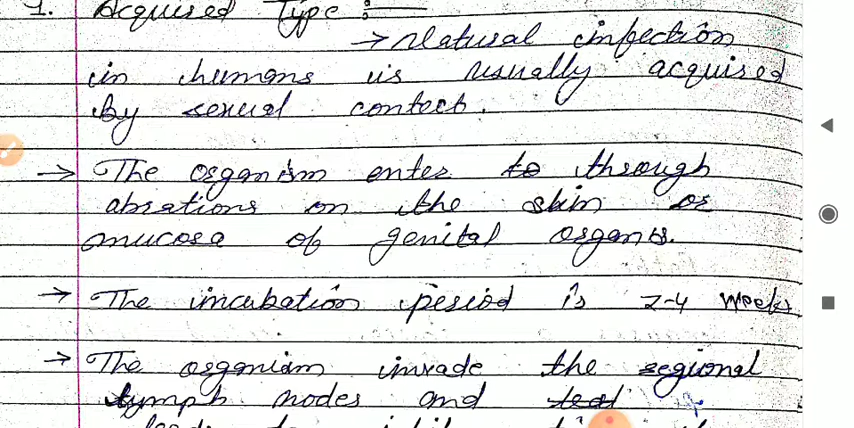 1. Acquired Type :-
→ Natural infection
in humans is usually acquired
by sexual contect.
→ The organism enter to through
abrations on the skin or
mucosa of genital organs.
→ The incubation period is 2-4 weeks
→ The organism invade the regional
lymph nodes and